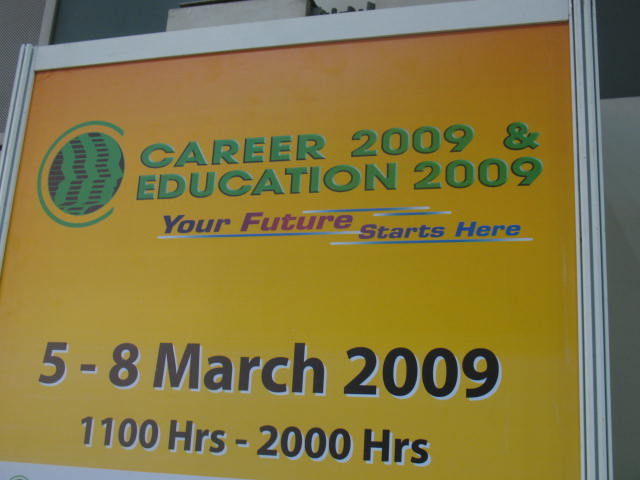 CAREER 2009 &
EDUCATION 2009
Your Future Starts Here
5 - 8 March 2009
1100 Hrs - 2000 Hrs